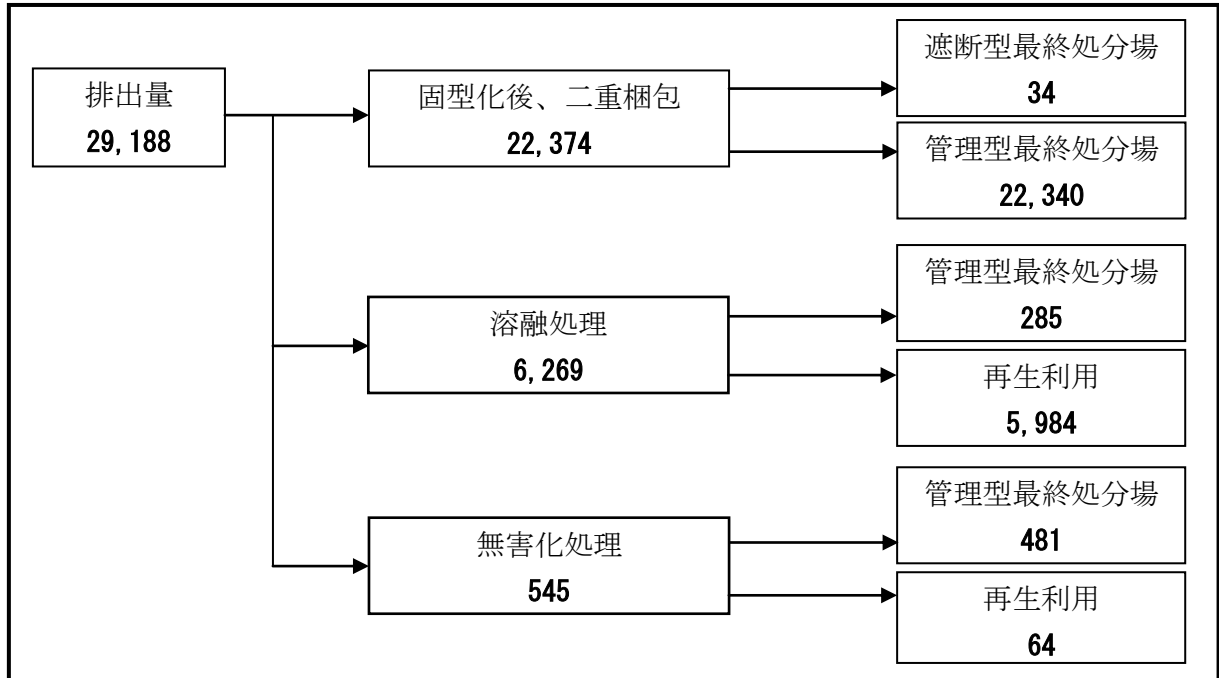 排出量
29,188
固型化後、二重梱包
22,374
遮断型最終処分場
34
管理型最終処分場
22,340
溶融処理
6,269
管理型最終処分場
285
再生利用
5,984
無害化処理
545
管理型最終処分場
481
再生利用
64